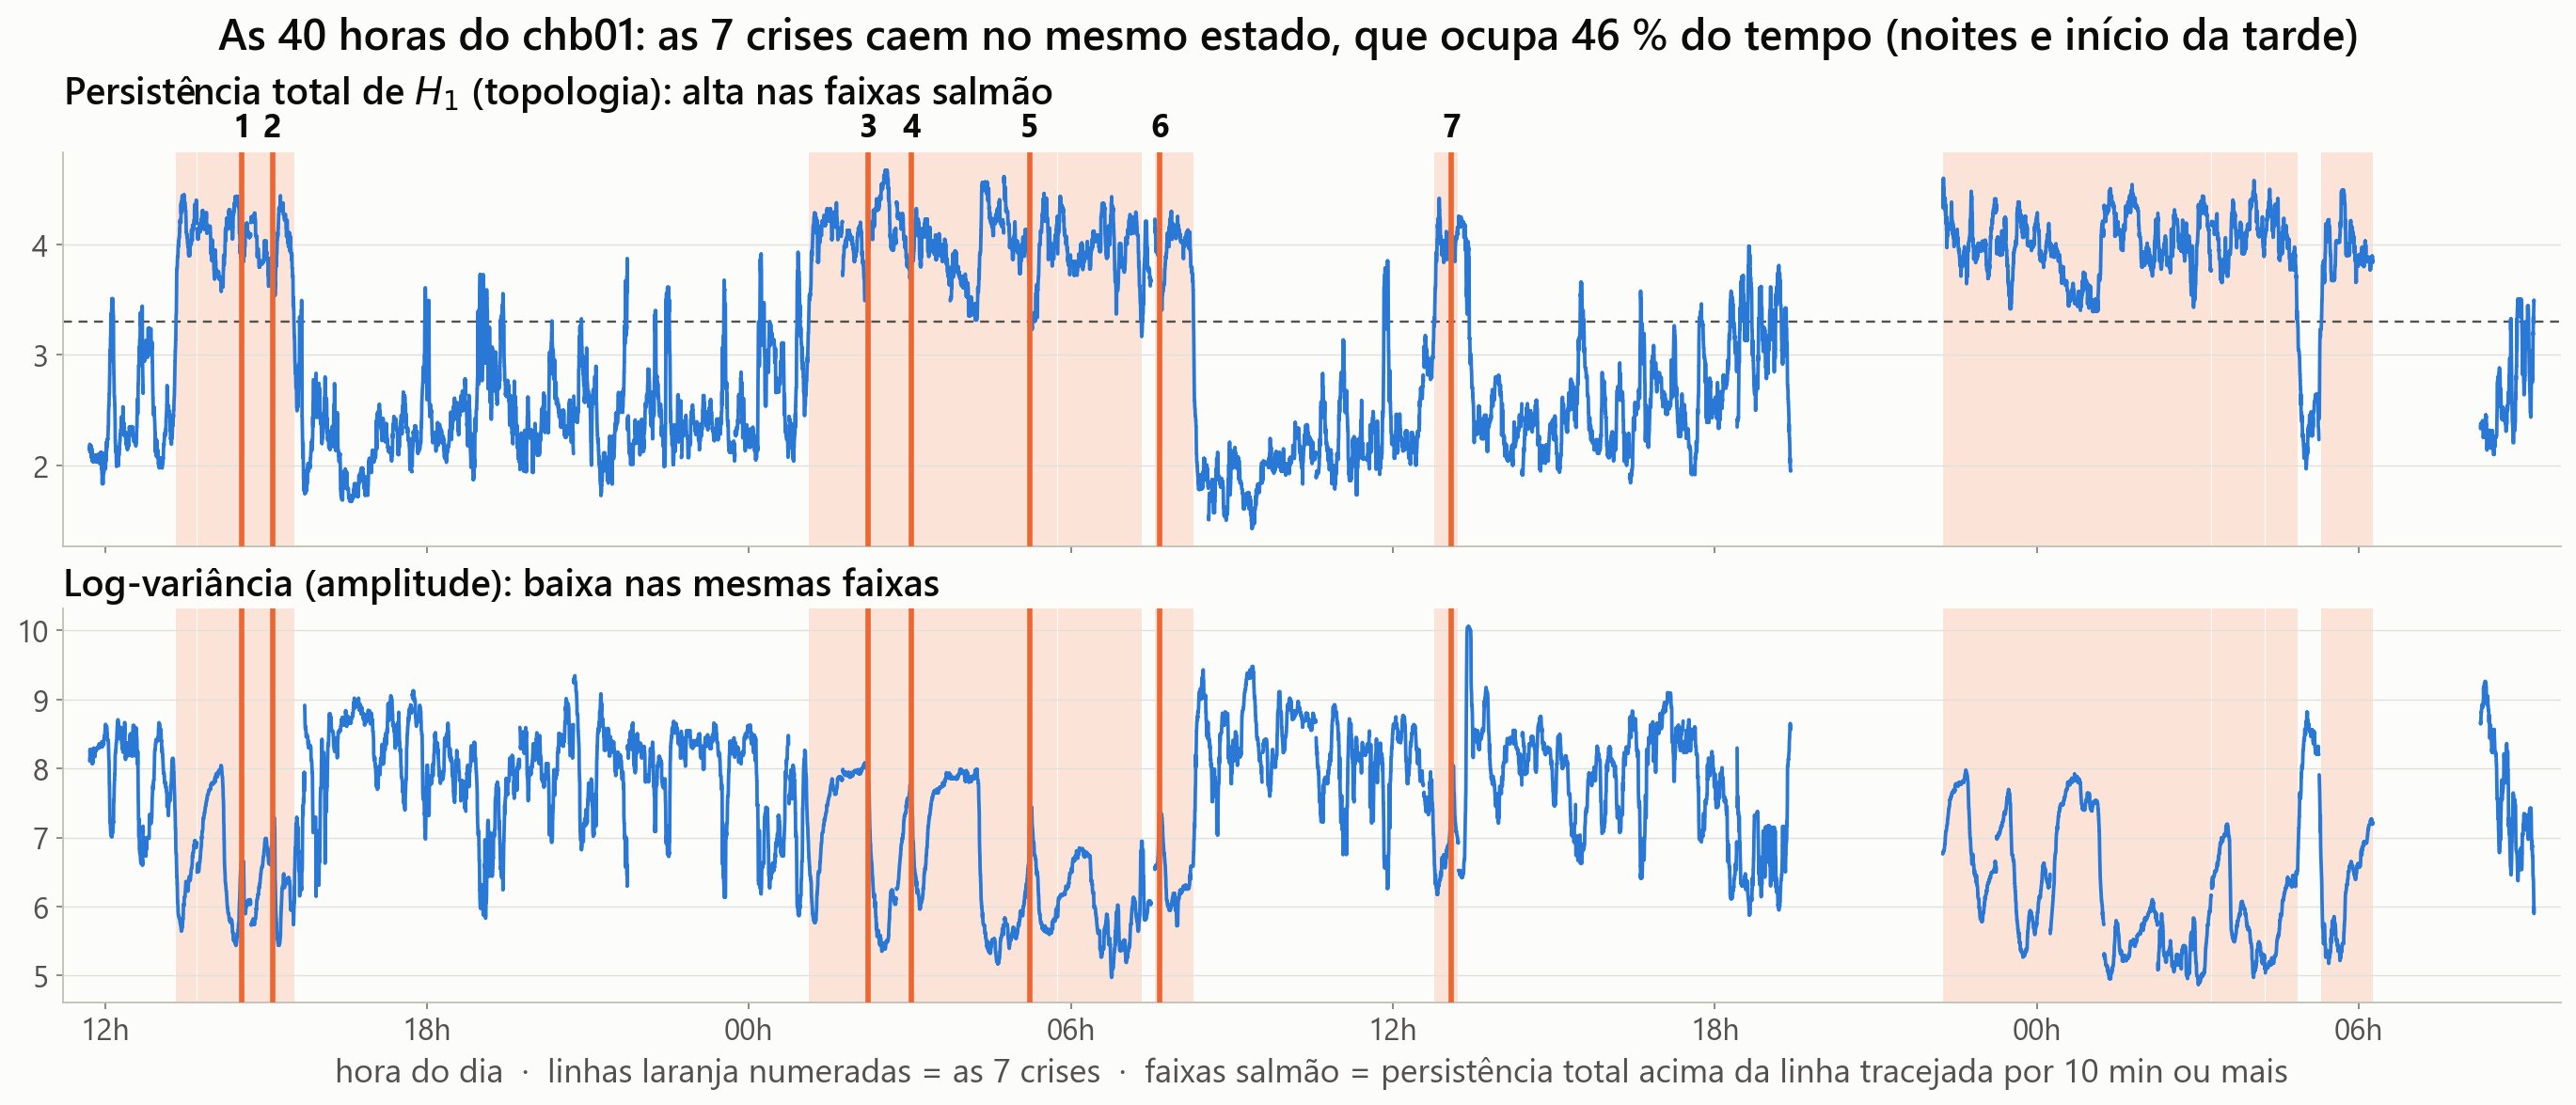 As 40 horas do chb01: as 7 crises caem no mesmo estado, que ocupa 46 % do tempo (noites e início da tarde)
Persistência total de H₁ (topologia): alta nas faixas salmão
1 2 3 4 5 6 7
4
3
2
Log-variância (amplitude): baixa nas mesmas faixas
10
9
8
7
6
5
12h 18h 00h 06h 12h 18h 00h 06h
hora do dia · linhas laranja numeradas = as 7 crises · faixas salmão = persistência total acima da linha tracejada por 10 min ou mais